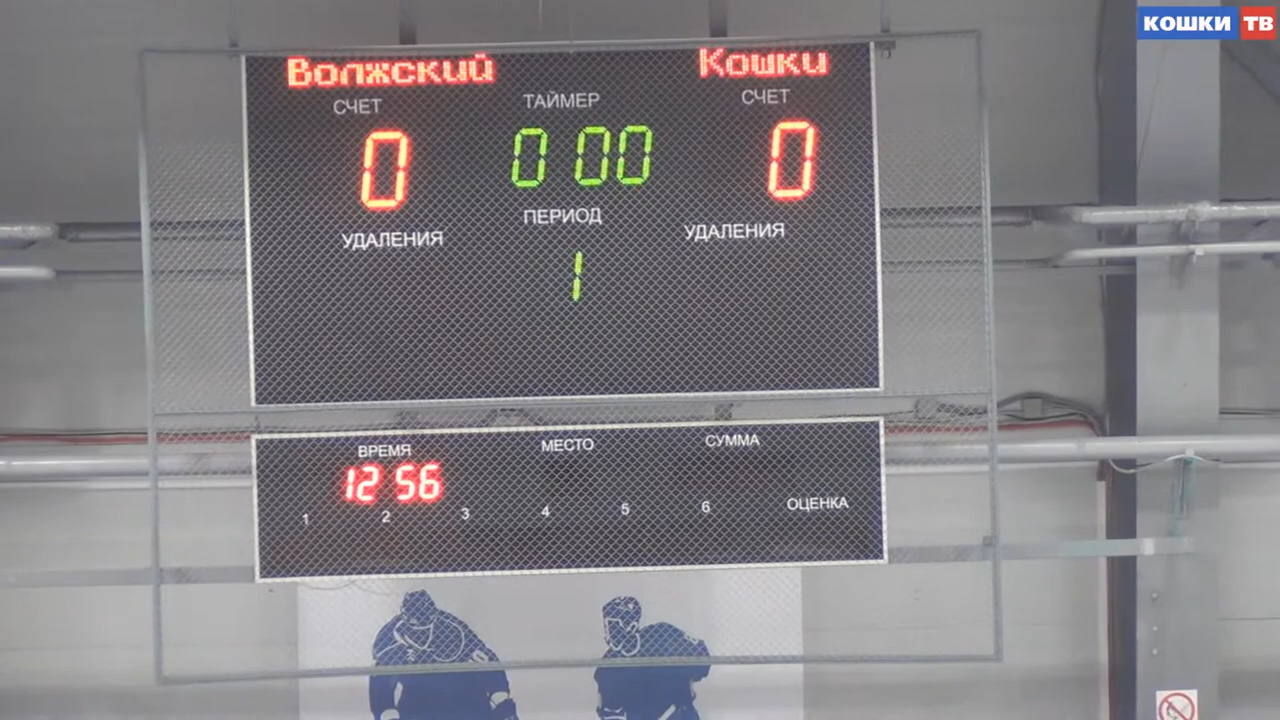 КОШКИ ТВ
Волжский Кошки
СЧЕТ ТАЙМЕР СЧЕТ
0 0 00 0
ПЕРИОД
УДАЛЕНИЯ УДАЛЕНИЯ
1
ВРЕМЯ МЕСТО СУММА
12 56
1 2 3 4 5 6 ОЦЕНКА